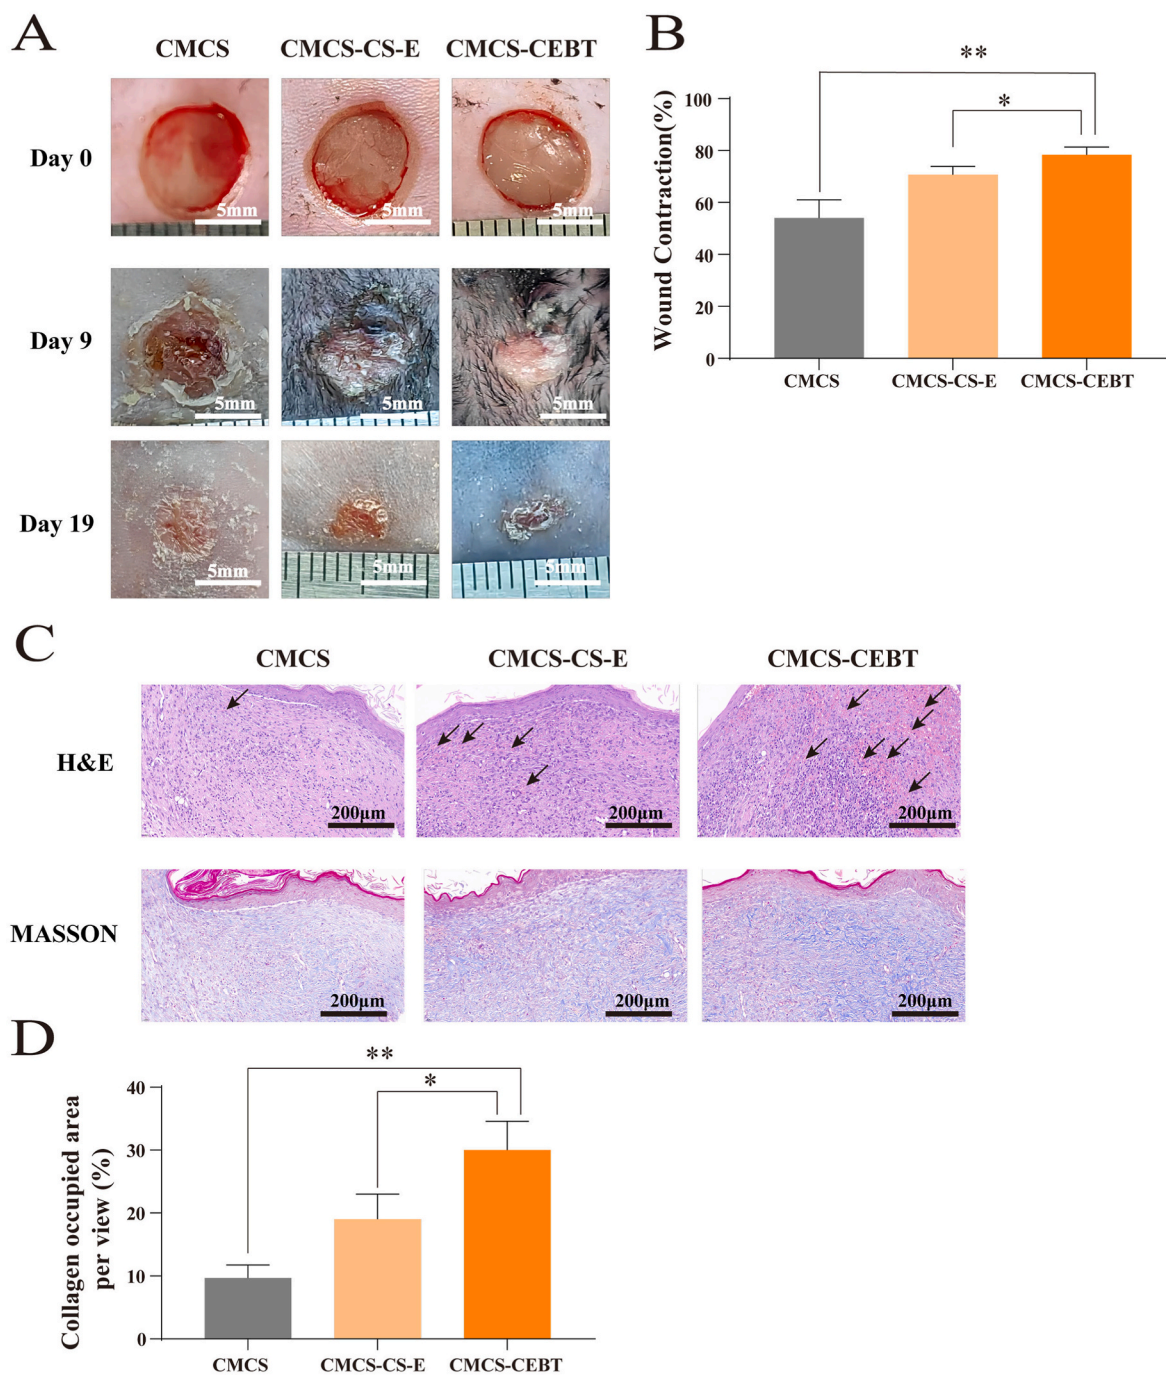 A
CMCS
CMCS-CS-E
CMCS-CEBT
Day 0
5mm
5mm
5mm
Day 9
5mm
5mm
5mm
Day 19
5mm
5mm
5mm
B
**
*
Wound Contraction(%)
100
80
60
40
20
0
CMCS
CMCS-CS-E
CMCS-CEBT
C
CMCS
CMCS-CS-E
CMCS-CEBT
H&E
200μm
200μm
200μm
MASSON
200μm
200μm
200μm
D
**
*
Collagen occupied area
per view (%)
40
30
20
10
0
CMCS
CMCS-CS-E
CMCS-CEBT